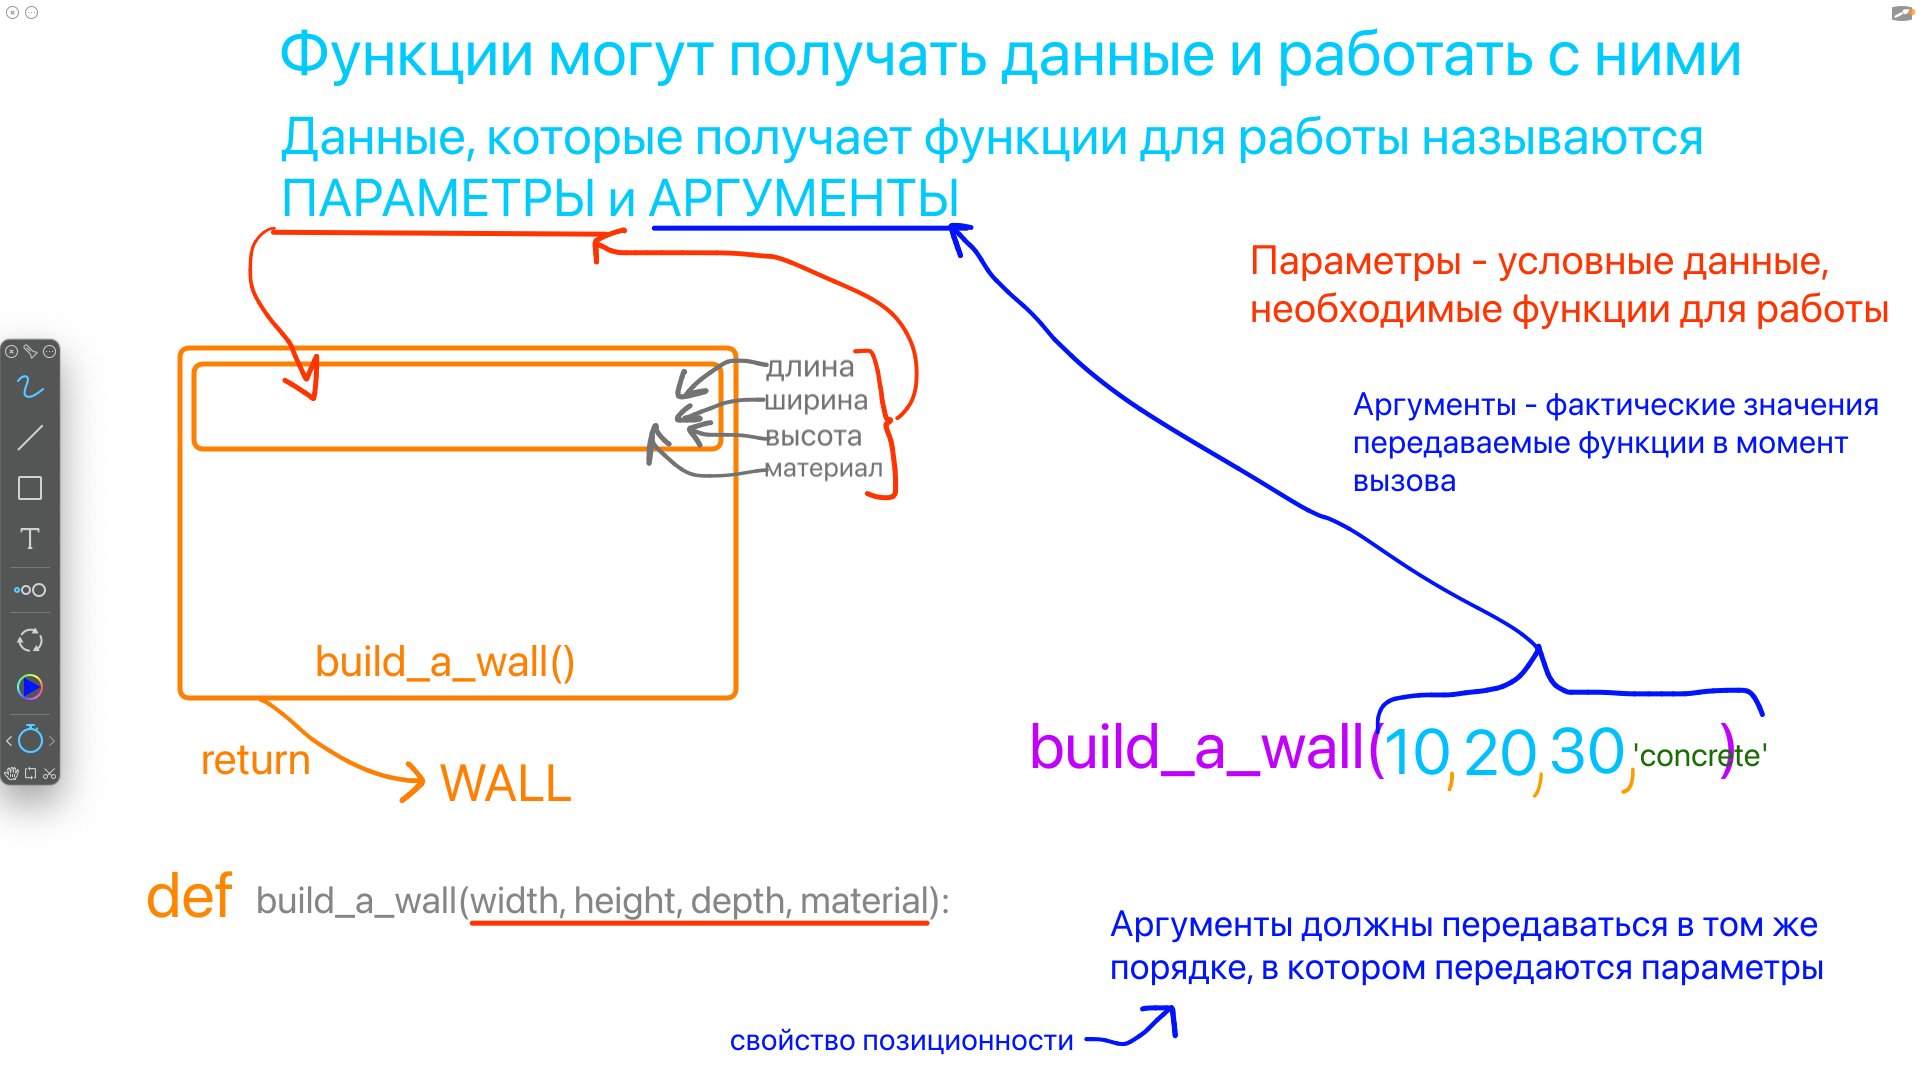 Функции могут получать данные и работать с ними
Данные, которые получает функции для работы называются
ПАРАМЕТРЫ и АРГУМЕНТЫ
Параметры - условные данные,
необходимые функции для работы
длина
ширина
высота
материал
Аргументы - фактические значения
передаваемые функции в момент
вызова
build_a_wall()
return
WALL
build_a_wall(10,20,30,'concrete')
def build_a_wall(width, height, depth, material):
Аргументы должны передаваться в том же
порядке, в котором передаются параметры
свойство позиционности
T